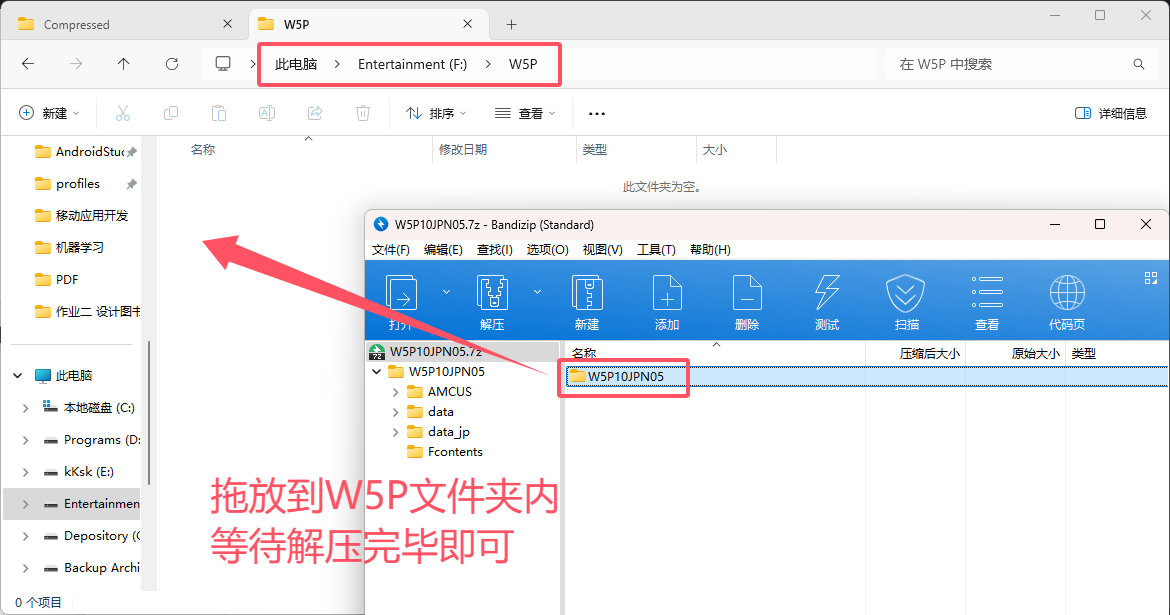 Compressed
W5P
此电脑 Entertainment (F:) W5P
在 W5P 中搜索
新建
排序
查看
详细信息
AndroidStuc
profiles
移动应用开发
机器学习
PDF
作业二 设计图书
此电脑
本地磁盘 (C:)
Programs (D:
kKsk (E:)
Entertainmen
Depository (G
Backup Archi
0 个项目
名称 修改日期 类型 大小
此文件夹为空。
W5P10JPN05.7z - Bandizip (Standard)
文件(F) 编辑(E) 查找(I) 选项(O) 视图(V) 工具(T) 帮助(H)
打开 解压 新建 添加 删除 测试 扫描 查看 代码页
W5P10JPN05.7z
W5P10JPN05
AMCUS
data
data_jp
Fcontents
名称 压缩后大小 原始大小 类型
W5P10JPN05
拖放到W5P文件夹内
等待解压完毕即可